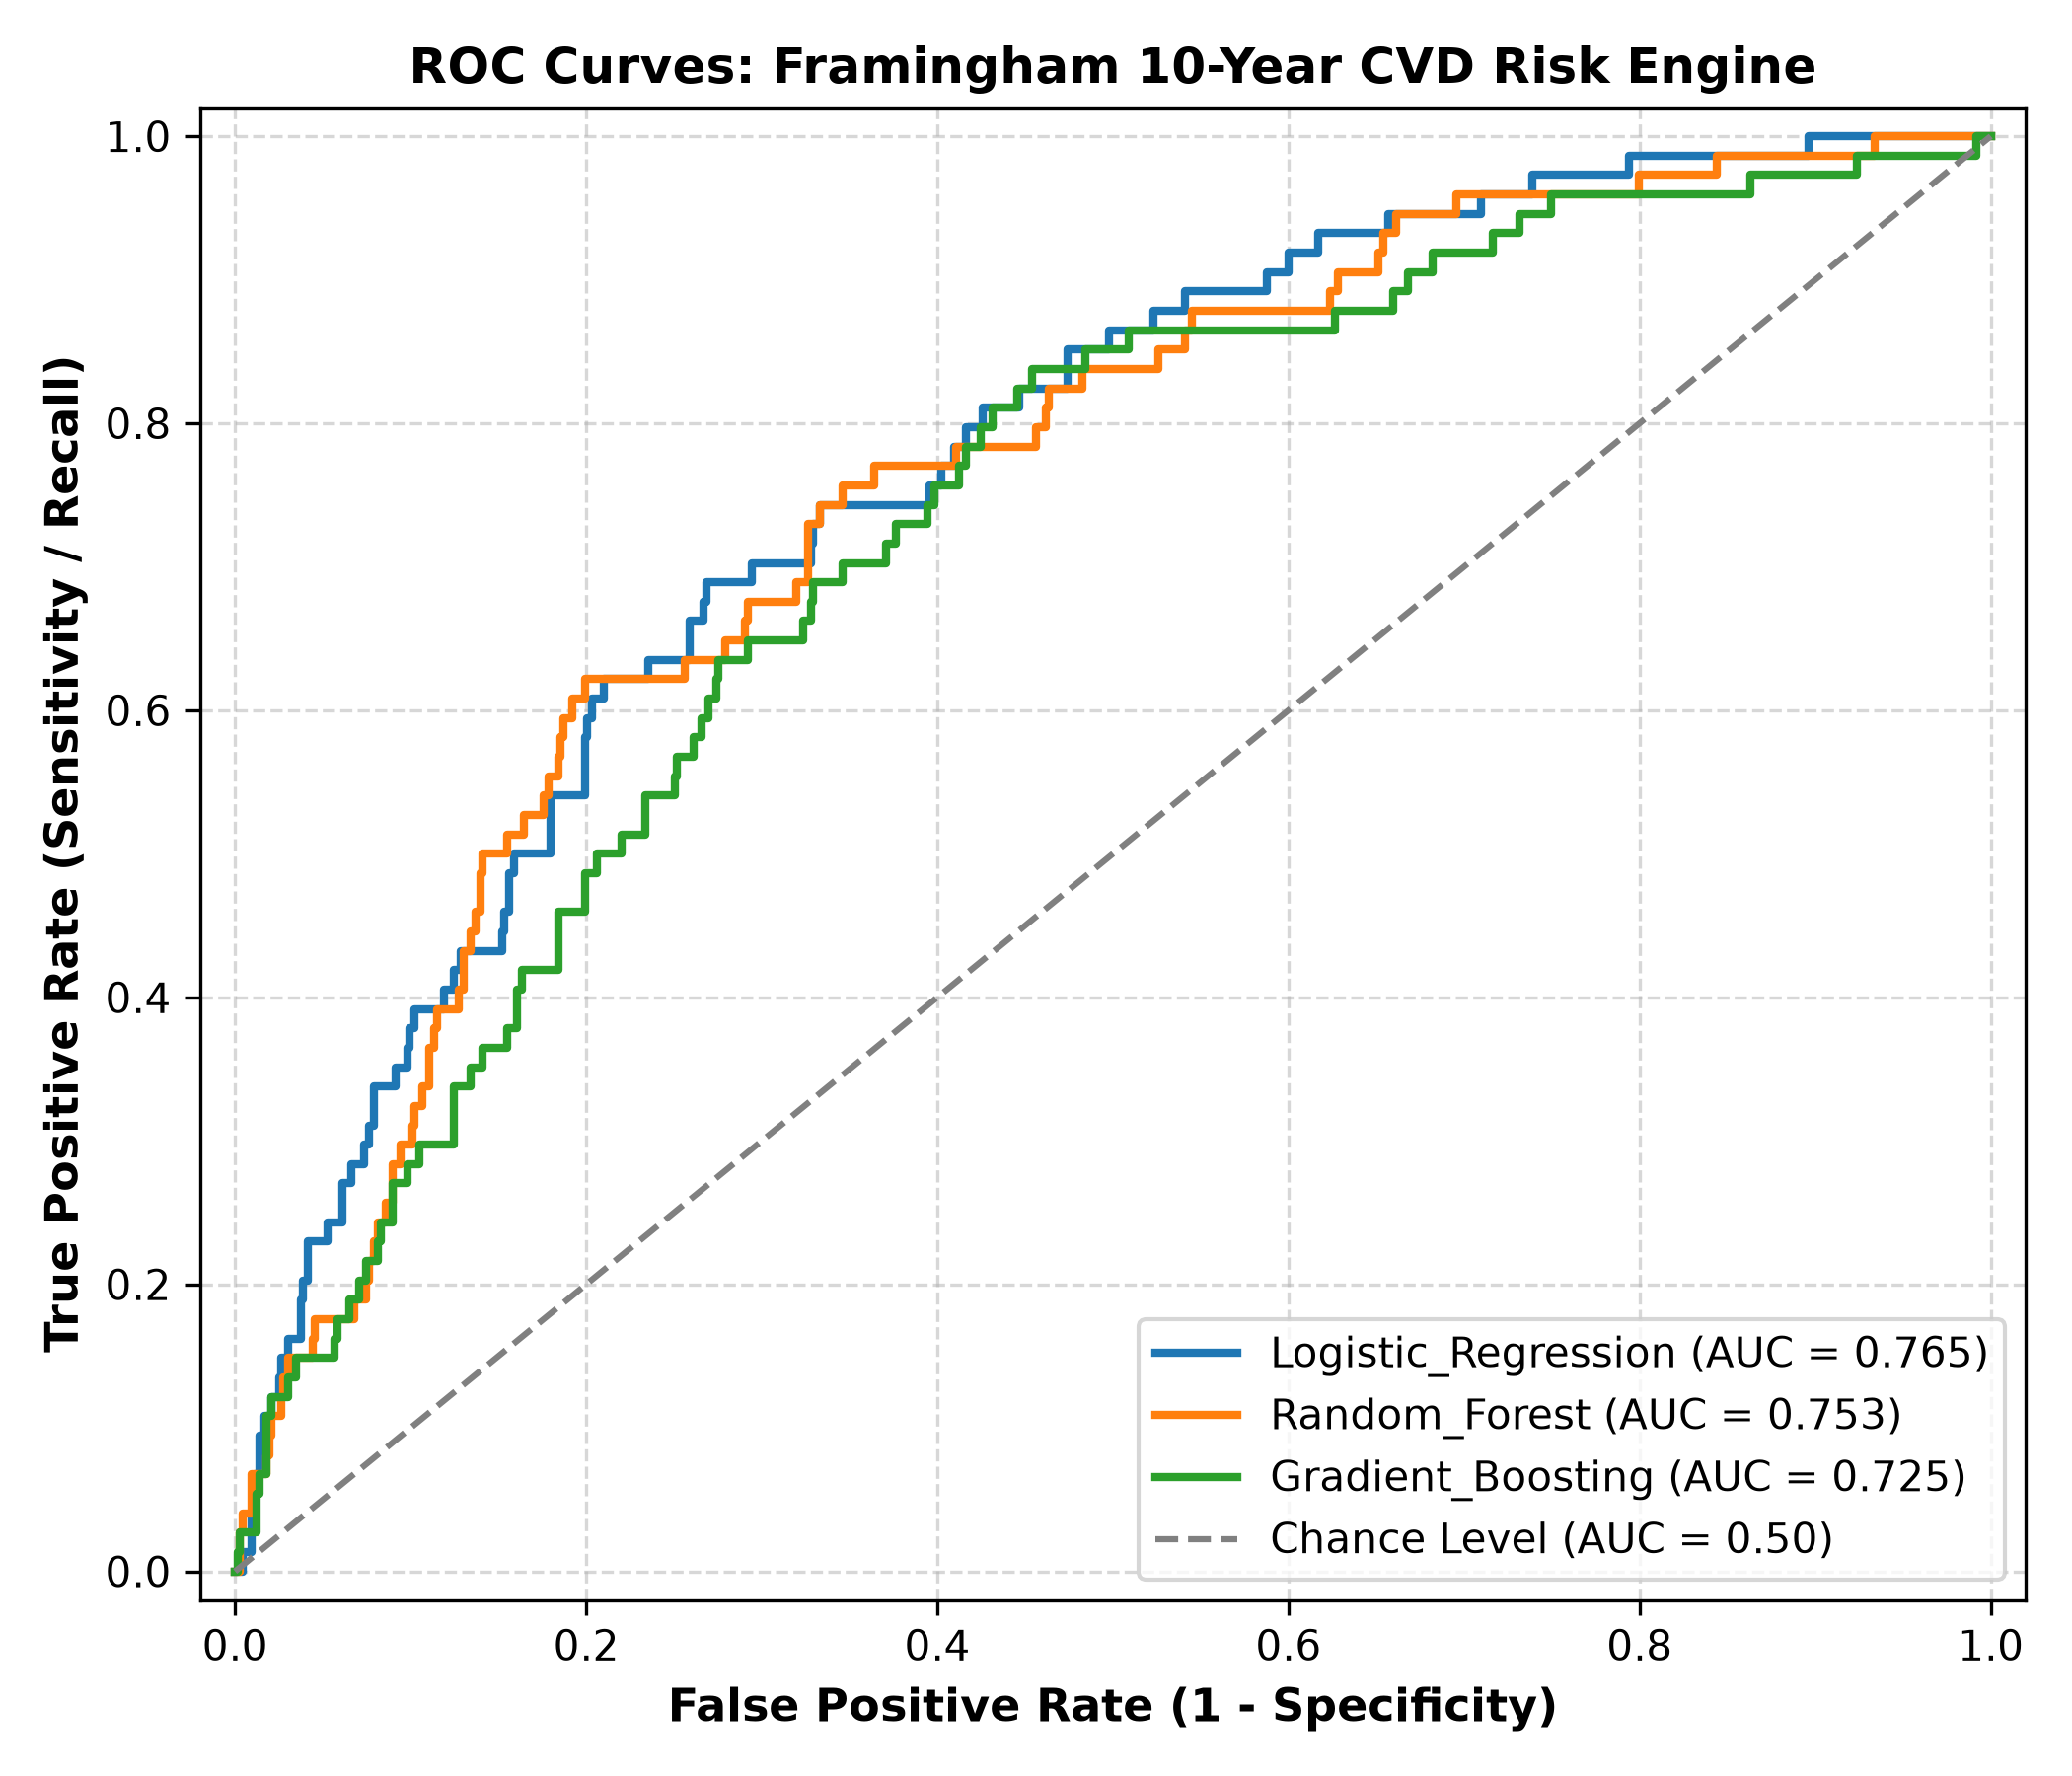 ROC Curves: Framingham 10-Year CVD Risk Engine
True Positive Rate (Sensitivity / Recall)
1.0
0.8
0.6
0.4
0.2
0.0
Logistic_Regression (AUC = 0.765)
Random_Forest (AUC = 0.753)
Gradient_Boosting (AUC = 0.725)
Chance Level (AUC = 0.50)
0.0 0.2 0.4 0.6 0.8 1.0
False Positive Rate (1 - Specificity)